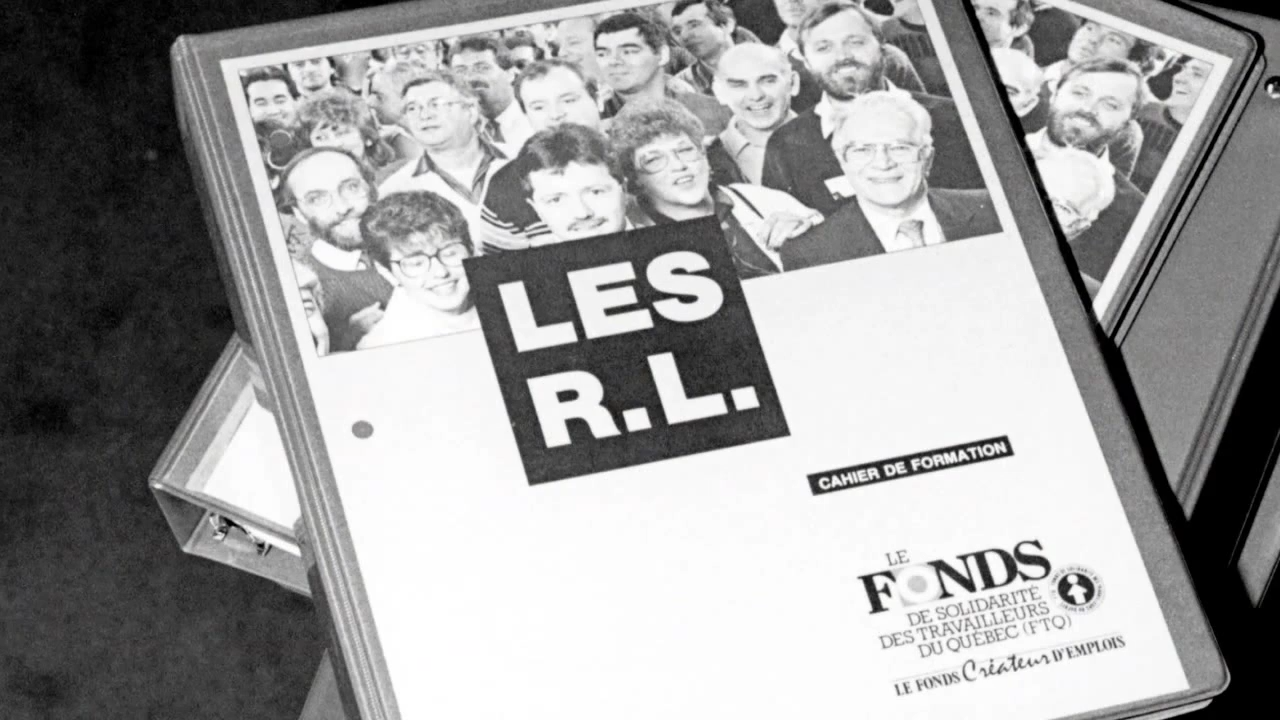 LES
R.L.
CAHIER DE FORMATION
LE
FONDS
DE SOLIDARITÉ
DES TRAVAILLEURS
DU QUÉBEC (FTQ)
LE FONDS Créateur D'EMPLOIS